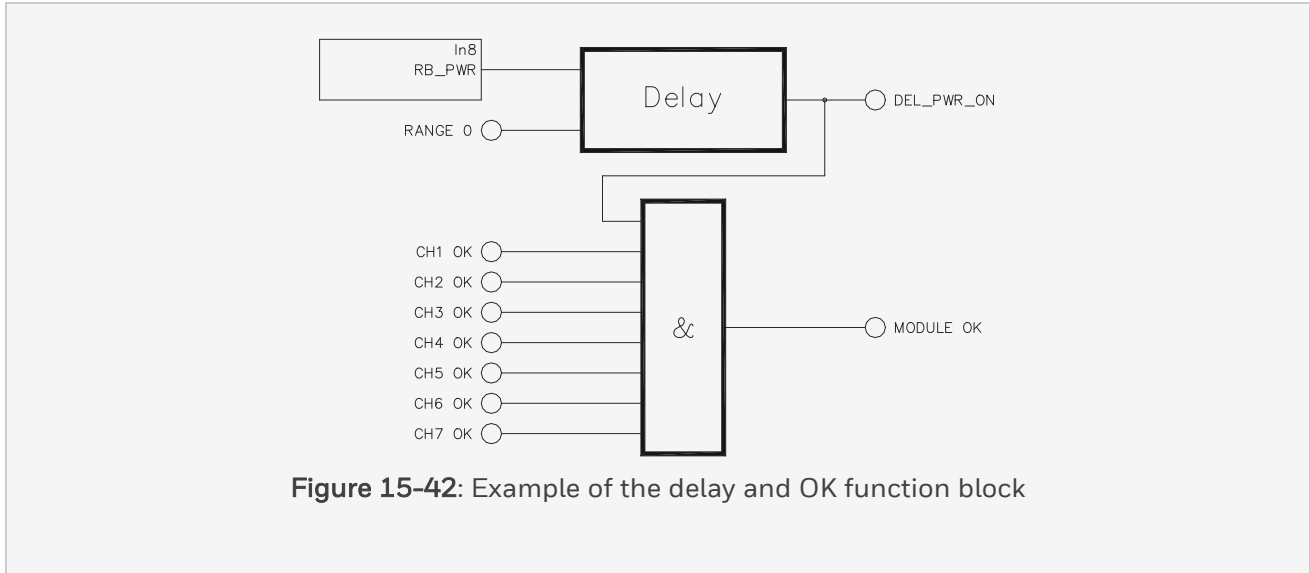 In8
RB_PWR
Delay
DEL_PWR_ON
RANGE 0
CH1 OK
CH2 OK
CH3 OK
CH4 OK
CH5 OK
CH6 OK
CH7 OK
&
MODULE OK
Figure 15-42: Example of the delay and OK function block